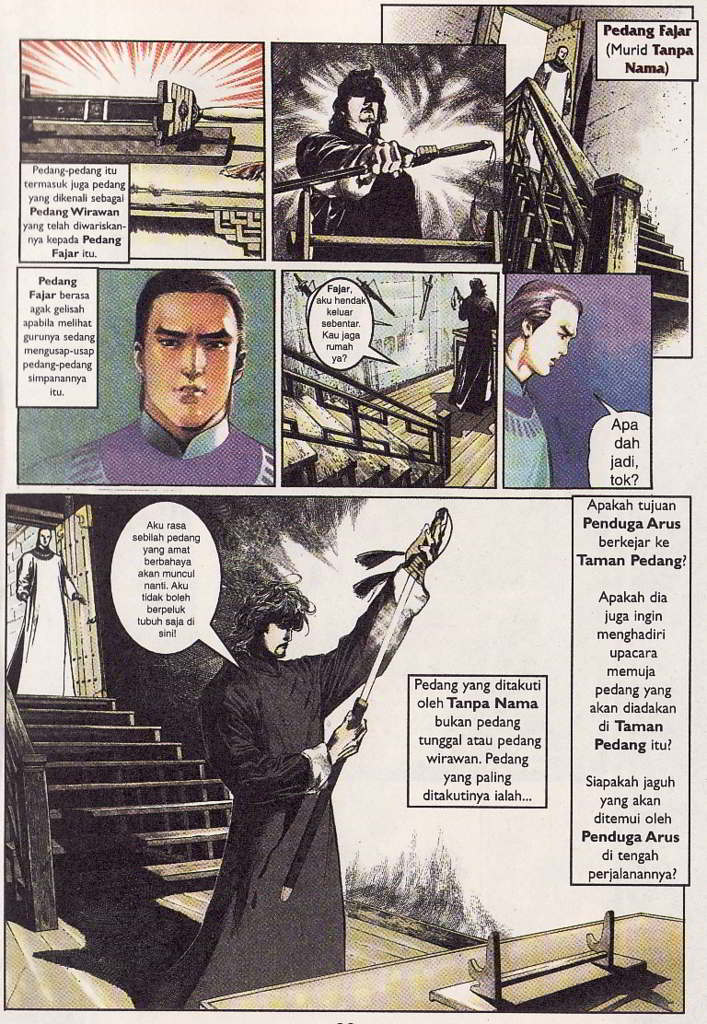 Pedang Fajar
(Murid Tanpa
Nama)
Pedang-pedang itu
termasuk juga pedang
yang dikenali sebagai
Pedang Wirawan
yang telah diwariskan-
nya kepada Pedang
Fajar itu.
Pedang
Fajar berasa
agak gelisah
apabila melihat
gurunya sedang
mengusap-usap
pedang-pedang
simpanannya
itu.
Fajar,
aku hendak
keluar
sebentar.
Kau jaga
rumah
ya?
Apa
dah
jadi,
tok?
Aku rasa
sebilah pedang
yang amat
berbahaya
akan muncul
nanti. Aku
tidak boleh
berpeluk
tubuh saja di
sini!
Pedang yang ditakuti
oleh Tanpa Nama
bukan pedang
tunggal atau pedang
wirawan. Pedang
yang paling
ditakutinya ialah...
Apakah tujuan
Penduga Arus
berkejar ke
Taman Pedang?
Apakah dia
juga ingin
menghadiri
upacara
memuja
pedang yang
akan diadakan
di Taman
Pedang itu?
Siapakah jaguh
yang akan
ditemui oleh
Penduga Arus
di tengah
perjalanannya?